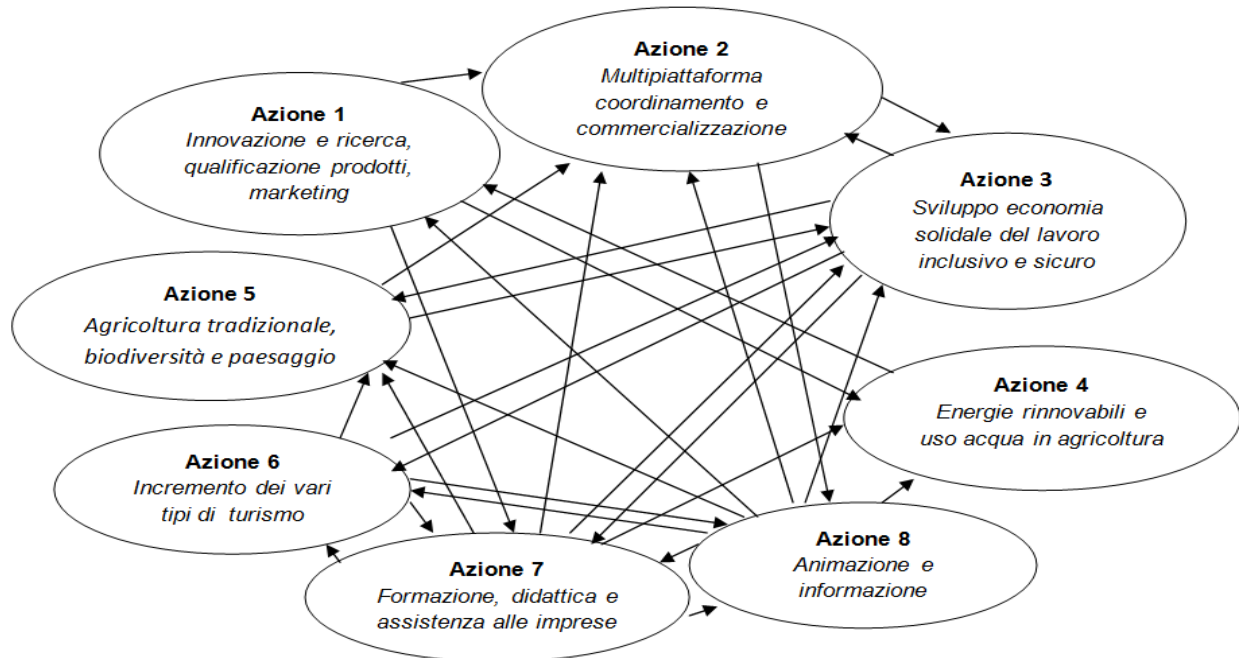 Azione 1
Innovazione e ricerca,
qualificazione prodotti,
marketing
Azione 2
Multipiattaforma
coordinamento e
commercializzazione
Azione 3
Sviluppo economia
solidale del lavoro
inclusivo e sicuro
Azione 4
Energie rinnovabili e
uso acqua in agricoltura
Azione 5
Agricoltura tradizionale,
biodiversità e paesaggio
Azione 6
Incremento dei vari
tipi di turismo
Azione 7
Formazione, didattica e
assistenza alle imprese
Azione 8
Animazione e
informazione